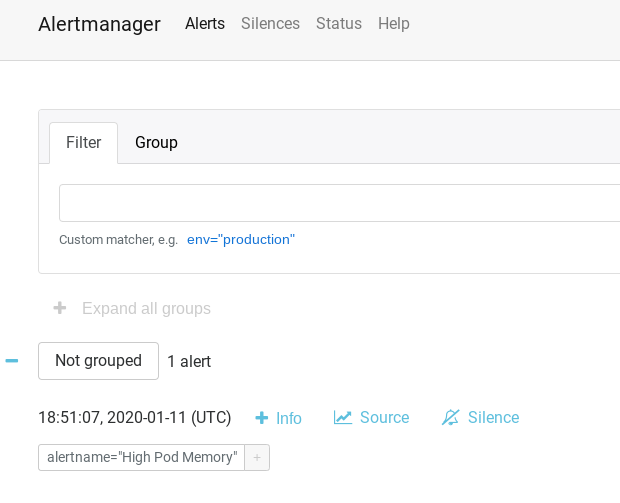 Alertmanager Alerts Silences Status Help
Filter Group
Custom matcher, e.g. env="production"
+ Expand all groups
− Not grouped 1 alert
18:51:07, 2020-01-11 (UTC) + Info Source Silence
alertname="High Pod Memory" +